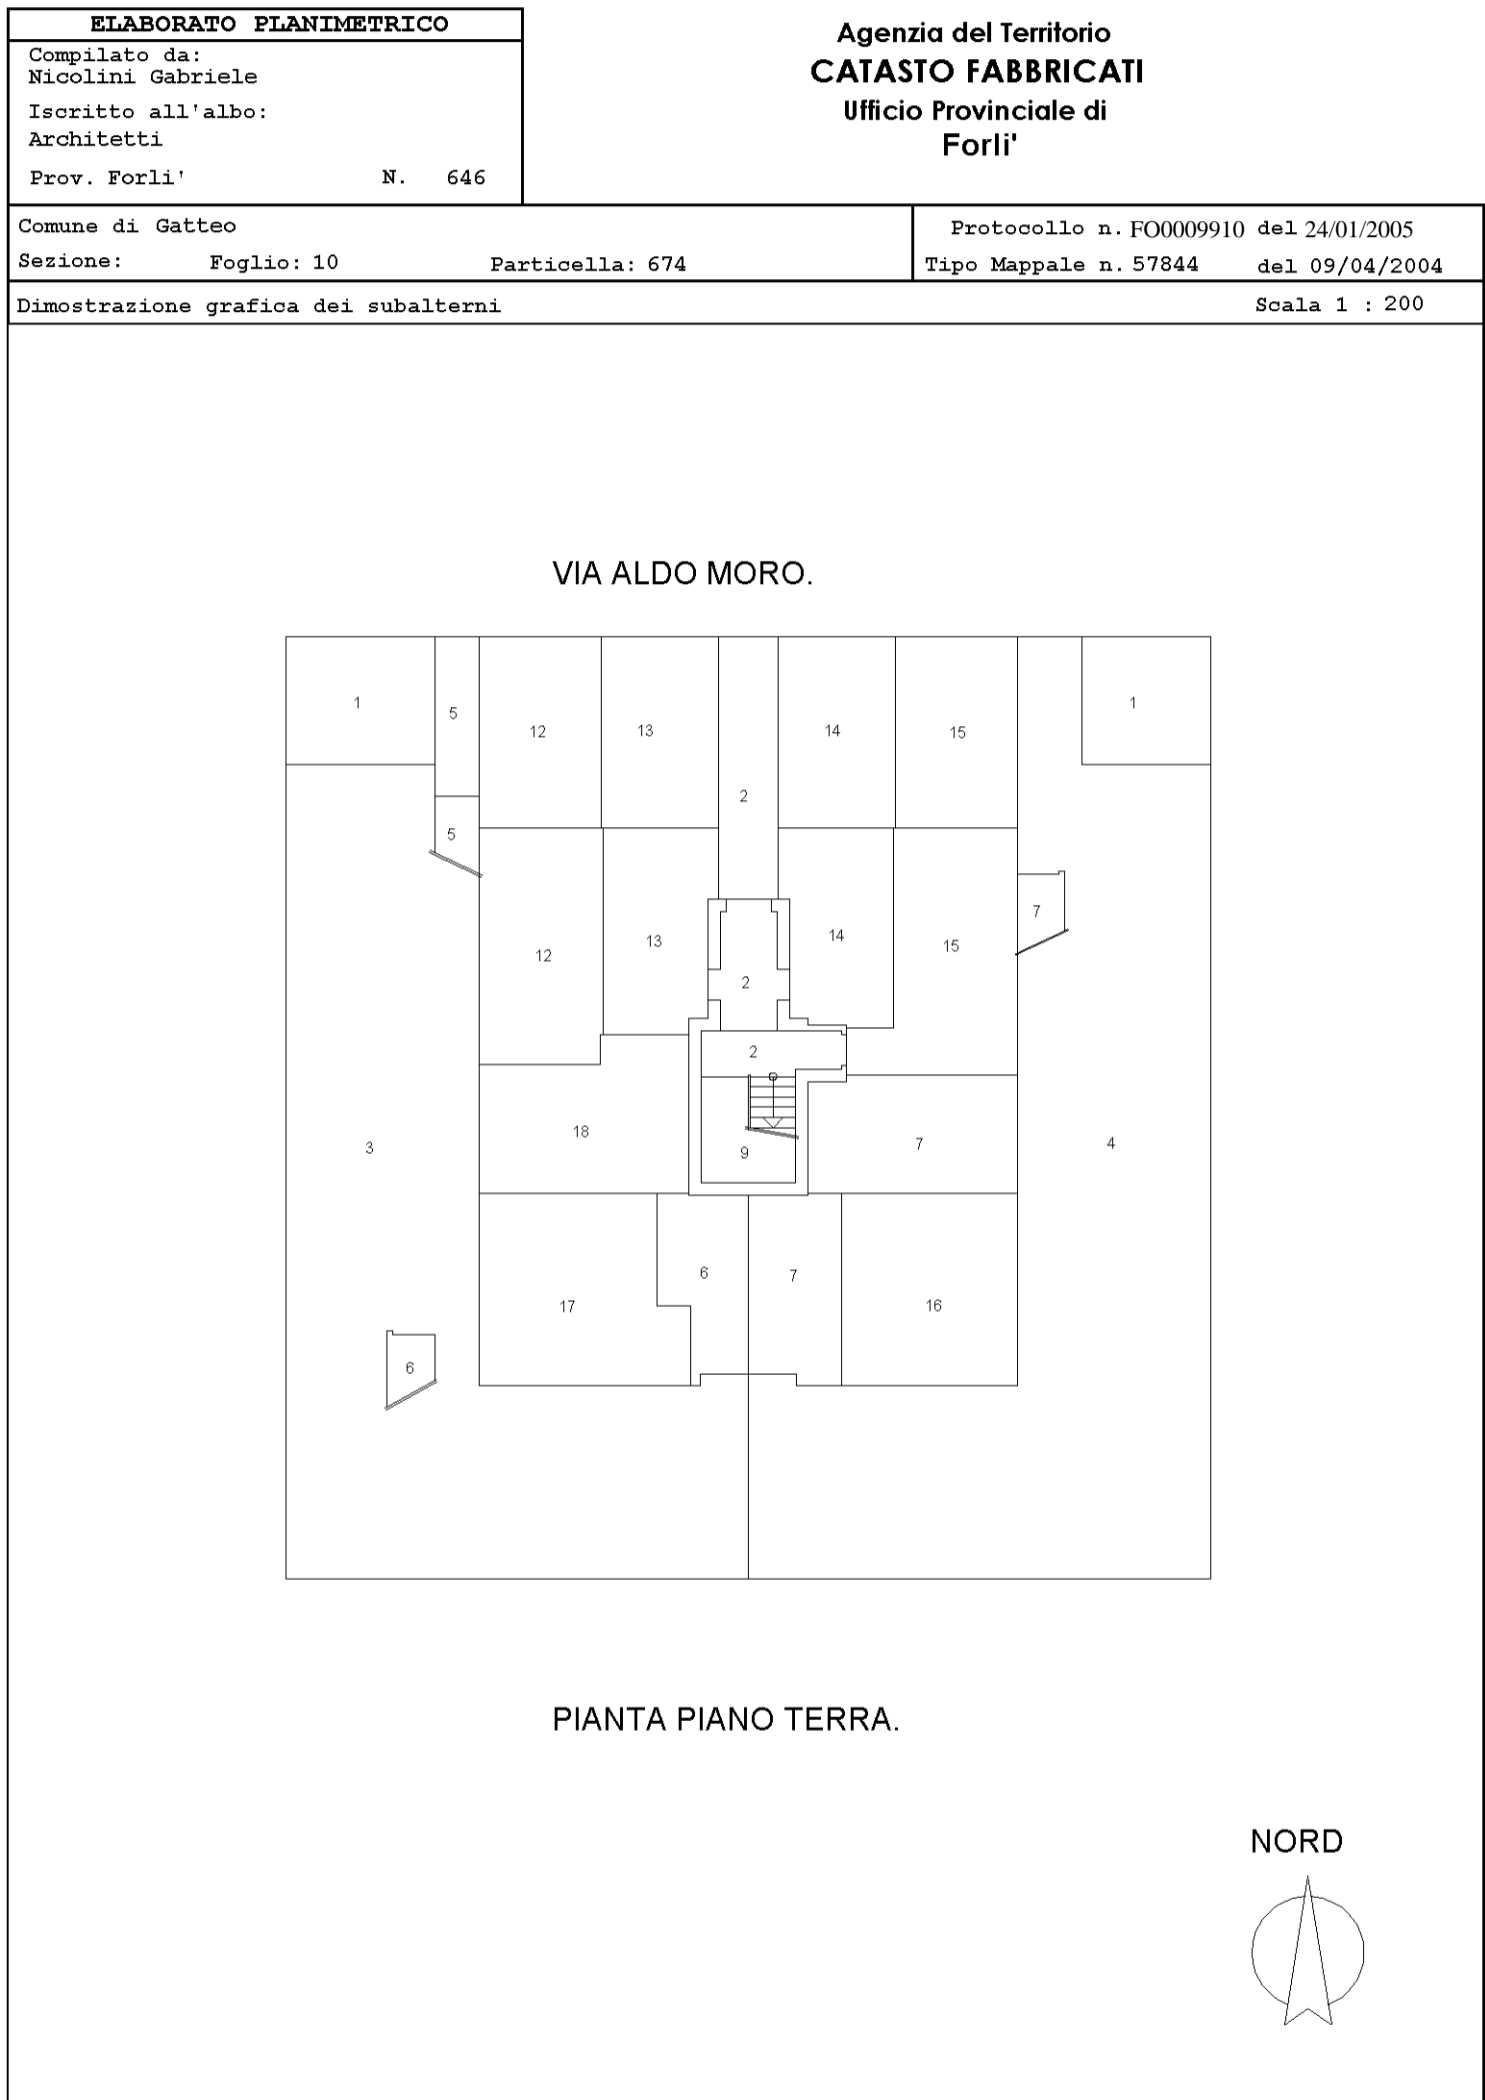 ELABORATO PLANIMETRICO
Compilato da:
Nicolini Gabriele
Iscritto all'albo:
Architetti
Prov. Forli' N. 646
Agenzia del Territorio
CATASTO FABBRICATI
Ufficio Provinciale di
Forli'
Comune di Gatteo
Sezione: Foglio: 10 Particella: 674
Protocollo n. FO0009910 del 24/01/2005
Tipo Mappale n. 57844 del 09/04/2004
Dimostrazione grafica dei subalterni Scala 1 : 200
VIA ALDO MORO.
1 5 12 13 14 15 1
2
5
12 13 2 14 15 7
2
3 18 9 7 4
17 6 7 16
6
PIANTA PIANO TERRA.
NORD